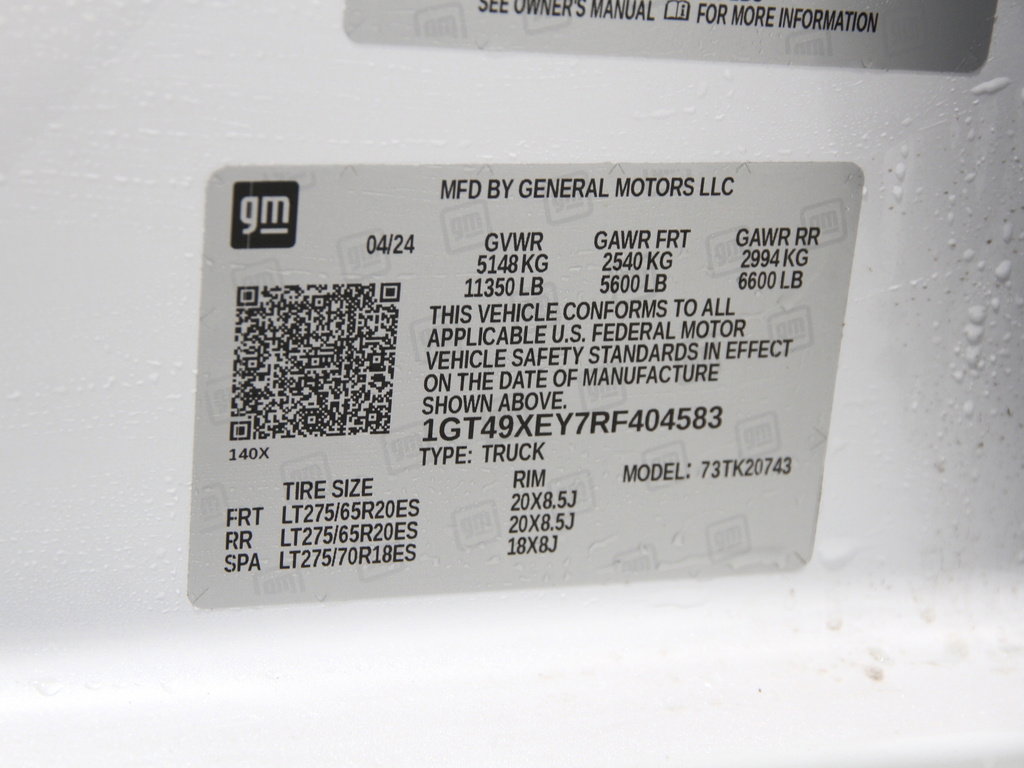 SEE OWNER'S MANUAL FOR MORE INFORMATION
gm
MFD BY GENERAL MOTORS LLC
04/24 GVWR GAWR FRT GAWR RR
5148 KG 2540 KG 2994 KG
11350 LB 5600 LB 6600 LB
THIS VEHICLE CONFORMS TO ALL
APPLICABLE U.S. FEDERAL MOTOR
VEHICLE SAFETY STANDARDS IN EFFECT
ON THE DATE OF MANUFACTURE
SHOWN ABOVE.
1GT49XEY7RF404583
140X
TYPE: TRUCK
MODEL: 73TK20743
TIRE SIZE RIM
FRT LT275/65R20ES 20X8.5J
RR LT275/65R20ES 20X8.5J
SPA LT275/70R18ES 18X8J